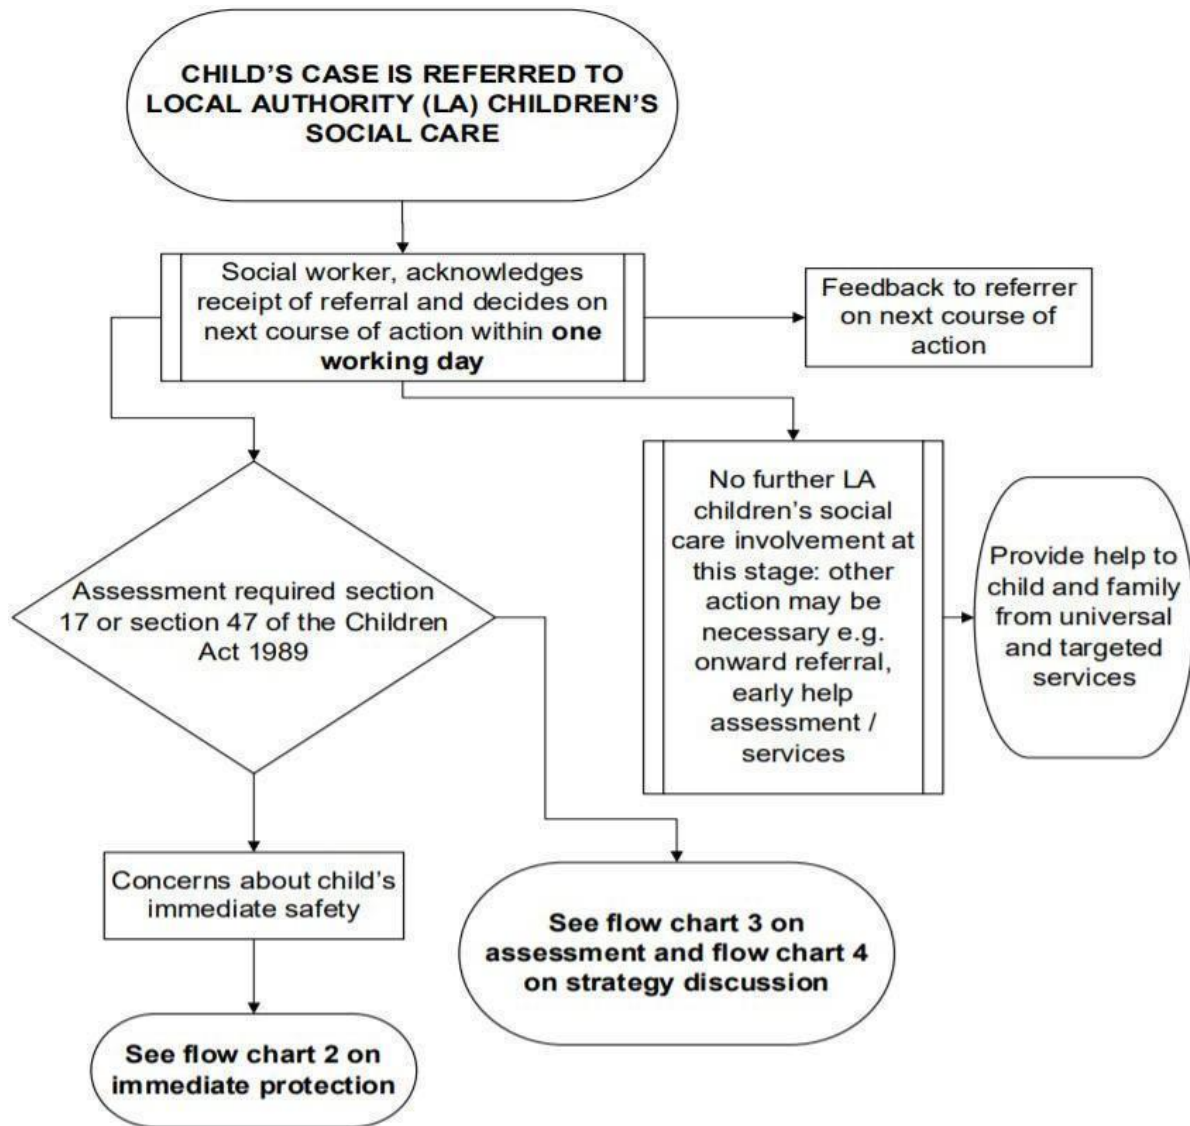 CHILD'S CASE IS REFERRED TO
LOCAL AUTHORITY (LA) CHILDREN'S
SOCIAL CARE
Social worker, acknowledges
receipt of referral and decides on
next course of action within one
working day
Feedback to referrer
on next course of
action
No further LA
children's social
care involvement at
this stage: other
action may be
necessary e.g.
onward referral,
early help
assessment /
services
Provide help to
child and family
from universal
and targeted
services
Assessment required section
17 or section 47 of the Children
Act 1989
Concerns about child's
immediate safety
See flow chart 3 on
assessment and flow chart 4
on strategy discussion
See flow chart 2 on
immediate protection